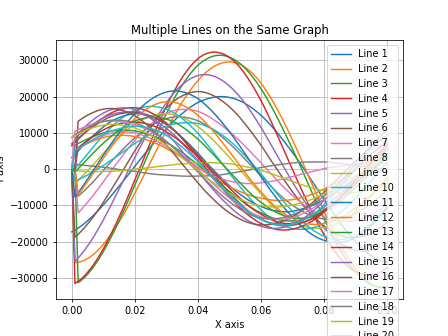 Multiple Lines on the Same Graph
30000
20000
10000
0
-10000
-20000
-30000
0.00
0.02
0.04
0.06
X axis
axis
Line 1
Line 2
Line 3
Line 4
Line 5
Line 6
Line 7
Line 8
Line 9
Line 10
Line 11
Line 12
Line 13
Line 14
Line 15
Line 16
Line 17
Line 18
Line 19
Line 20